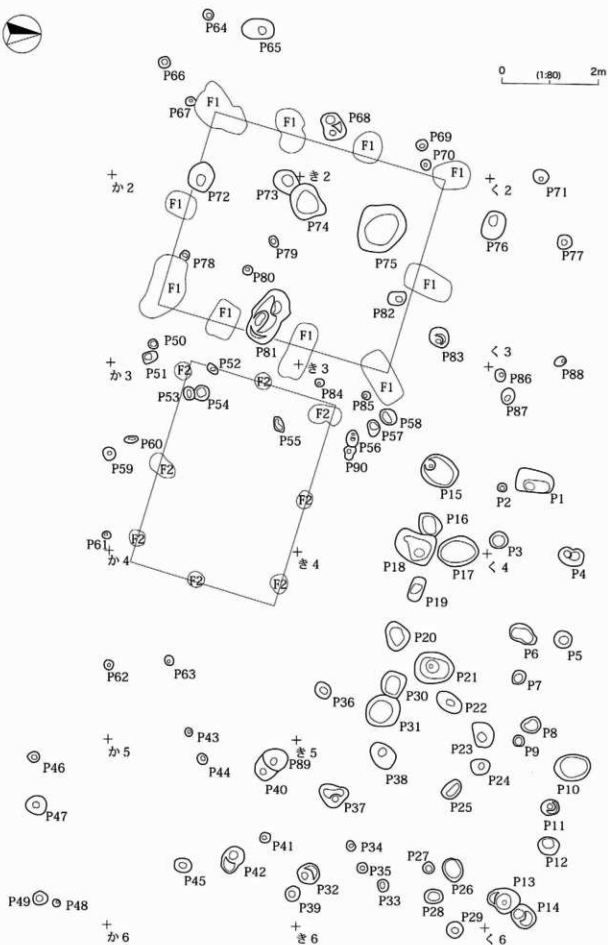 P64
P65
0 (1:80) 2m
P66
P67 F1
F1 P68
F1
P69
P70
F1
か2
P72
F1
P73 き2
P74
く2
P71
P75
P76
P77
P78
P79
P80
F1
F1
P81
F1
P82
F1
P83
P50
P51
か3
P52
F2
F2
き3
P84
F1
P85
く3
P86
P88
P87
P53 P54
P55
F2
P58
P57
P56
P90
P60
P59
F2
F2
P15
P2
P1
P61
か4
F2
F2
F2
き4
P16
P18
P17
く4
P3
P4
P19
P20
P6
P5
P62
P63
P21
P7
P36
P30
P31
P22
P43
か5
P44
き5
P89
P40
P38
P23
P8
P9
P46
P24
P10
P47
P37
P25
P11
P41
P34
P12
P45
P42
P32
P35
P27
P26
P39
P33
P28
P13
P49 P48
P14
か6
き6
P29
く6